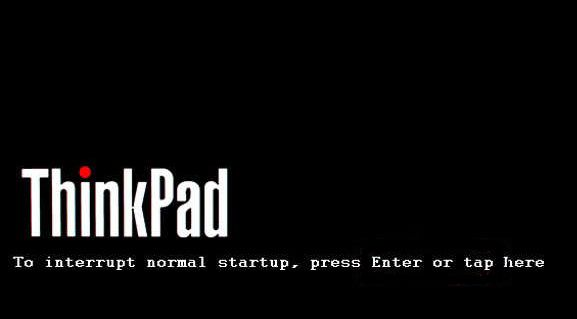 ThinkPad
To interrupt normal startup, press Enter or tap here